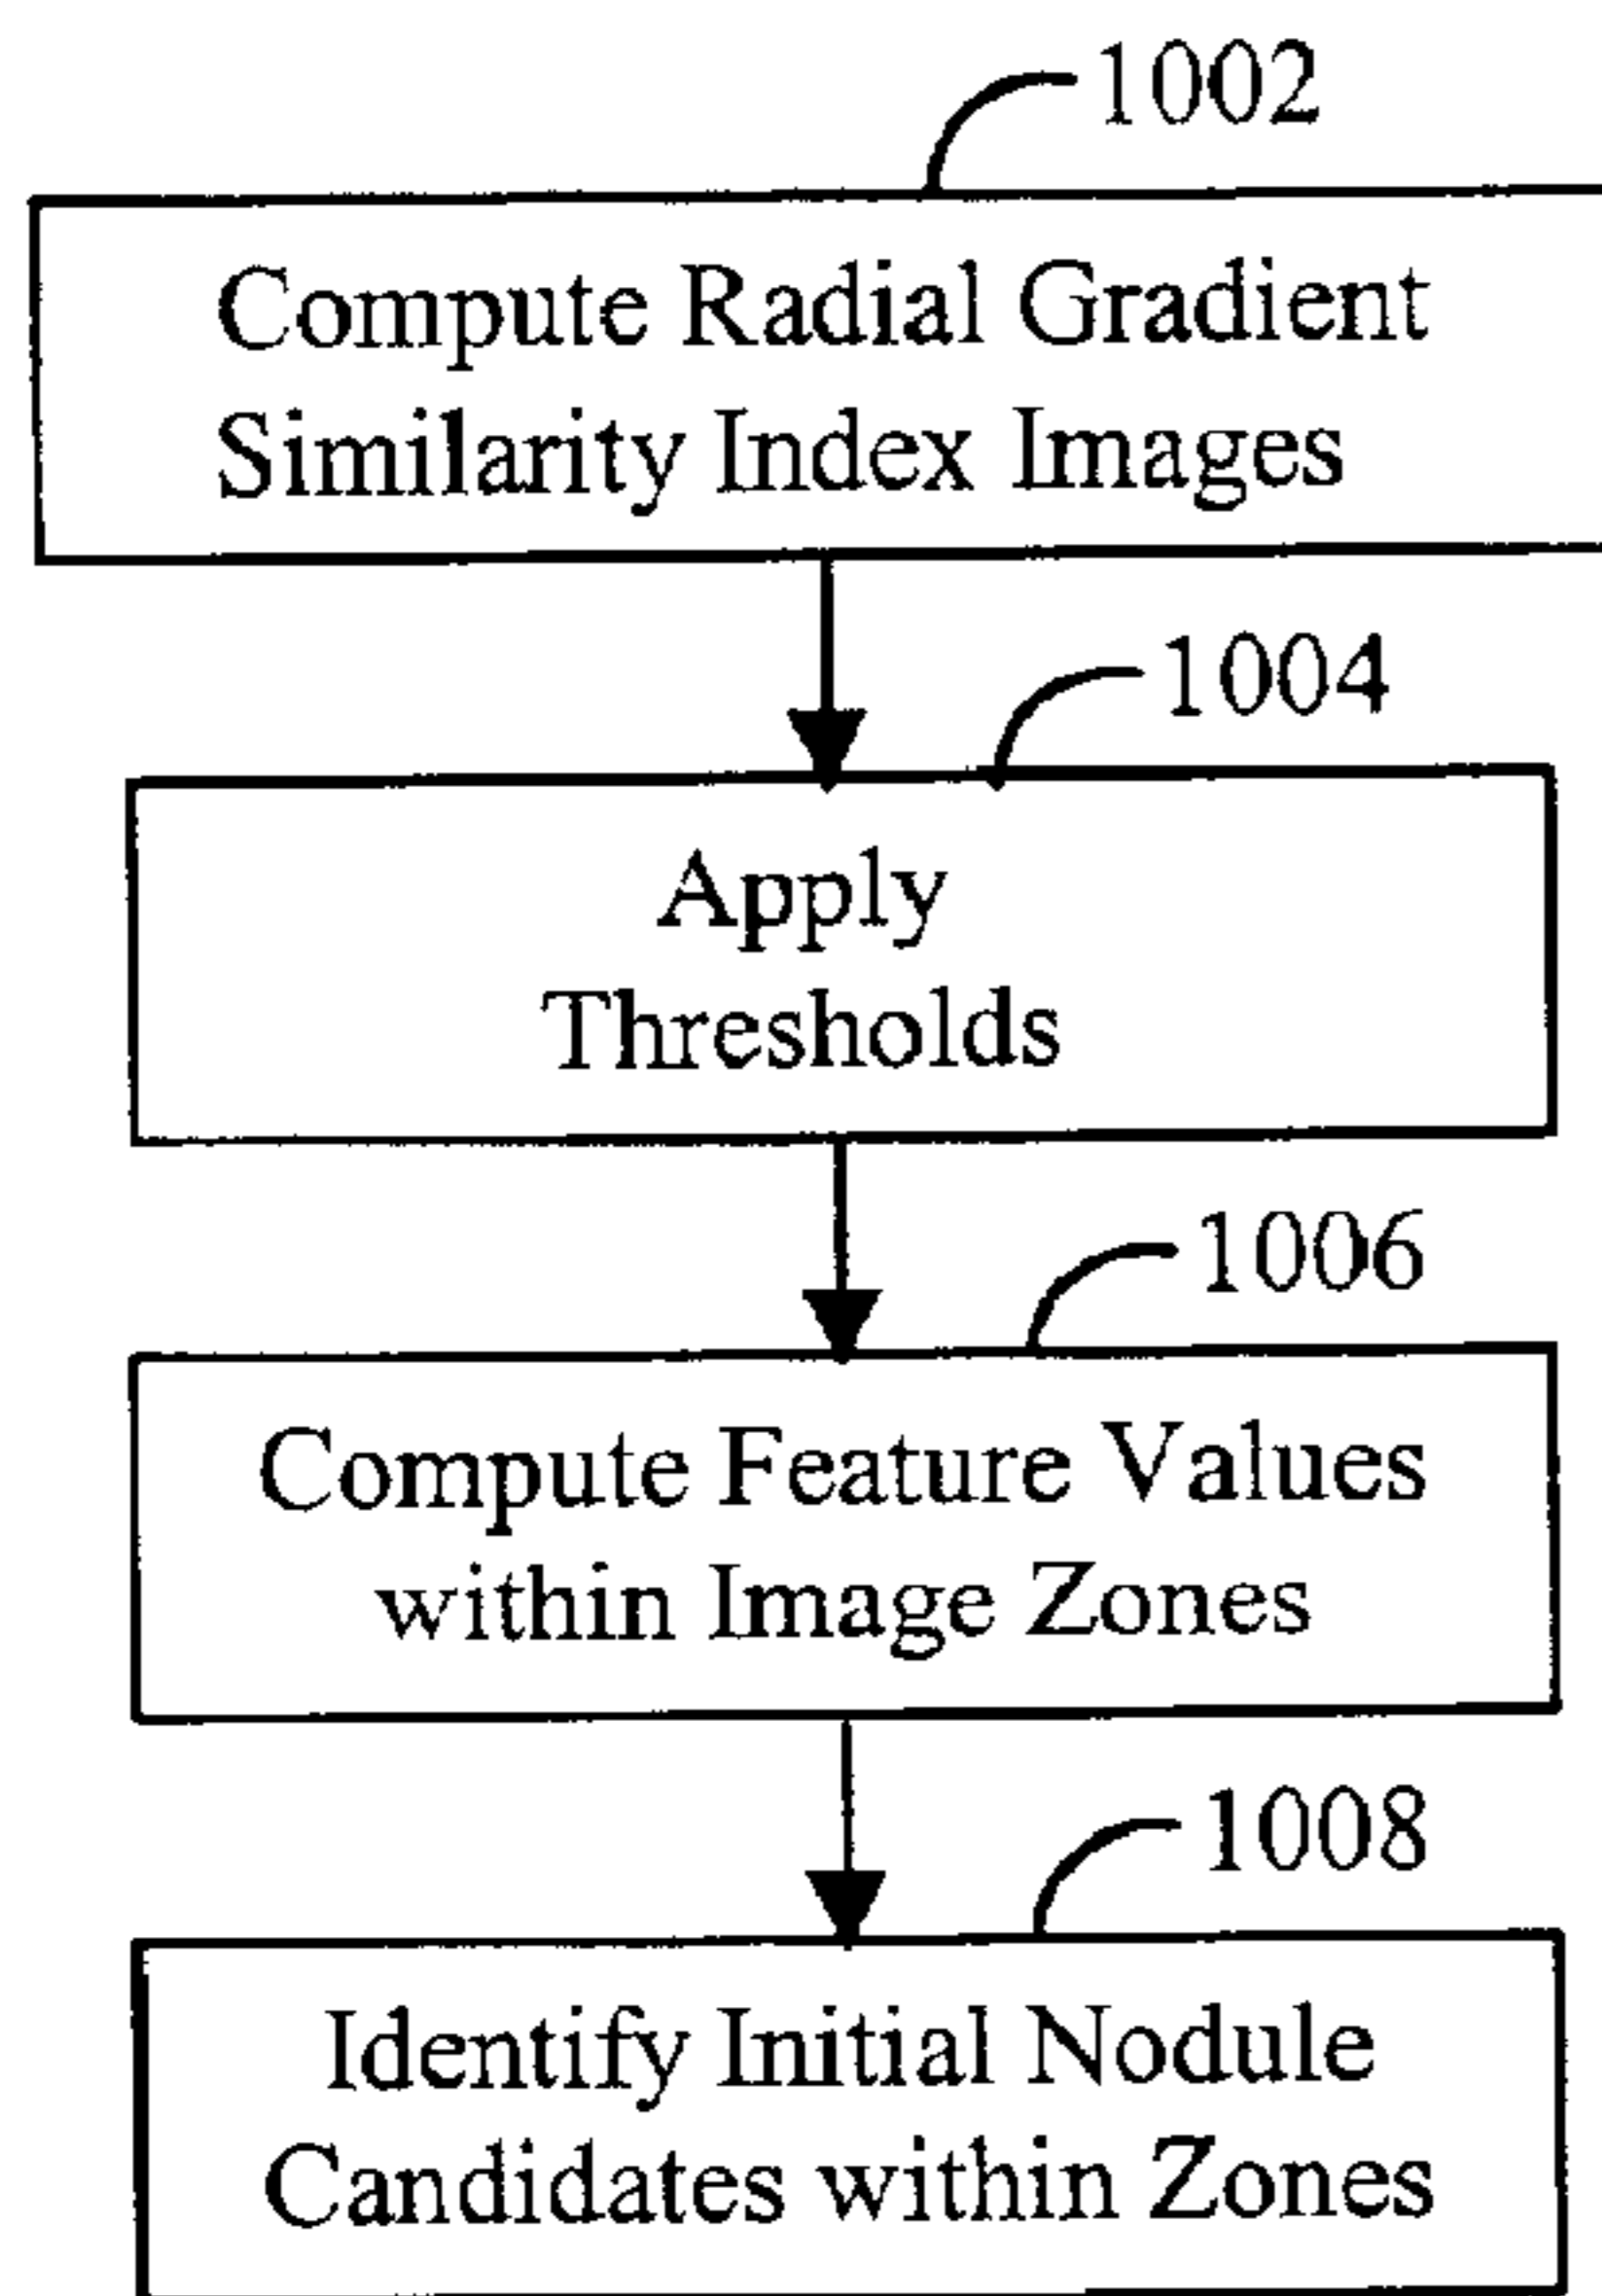 1002
Compute Radial Gradient
Similarity Index Images
1004
Apply
Thresholds
1006
Compute Feature Values
within Image Zones
1008
Identify Initial Nodule
Candidates within Zones